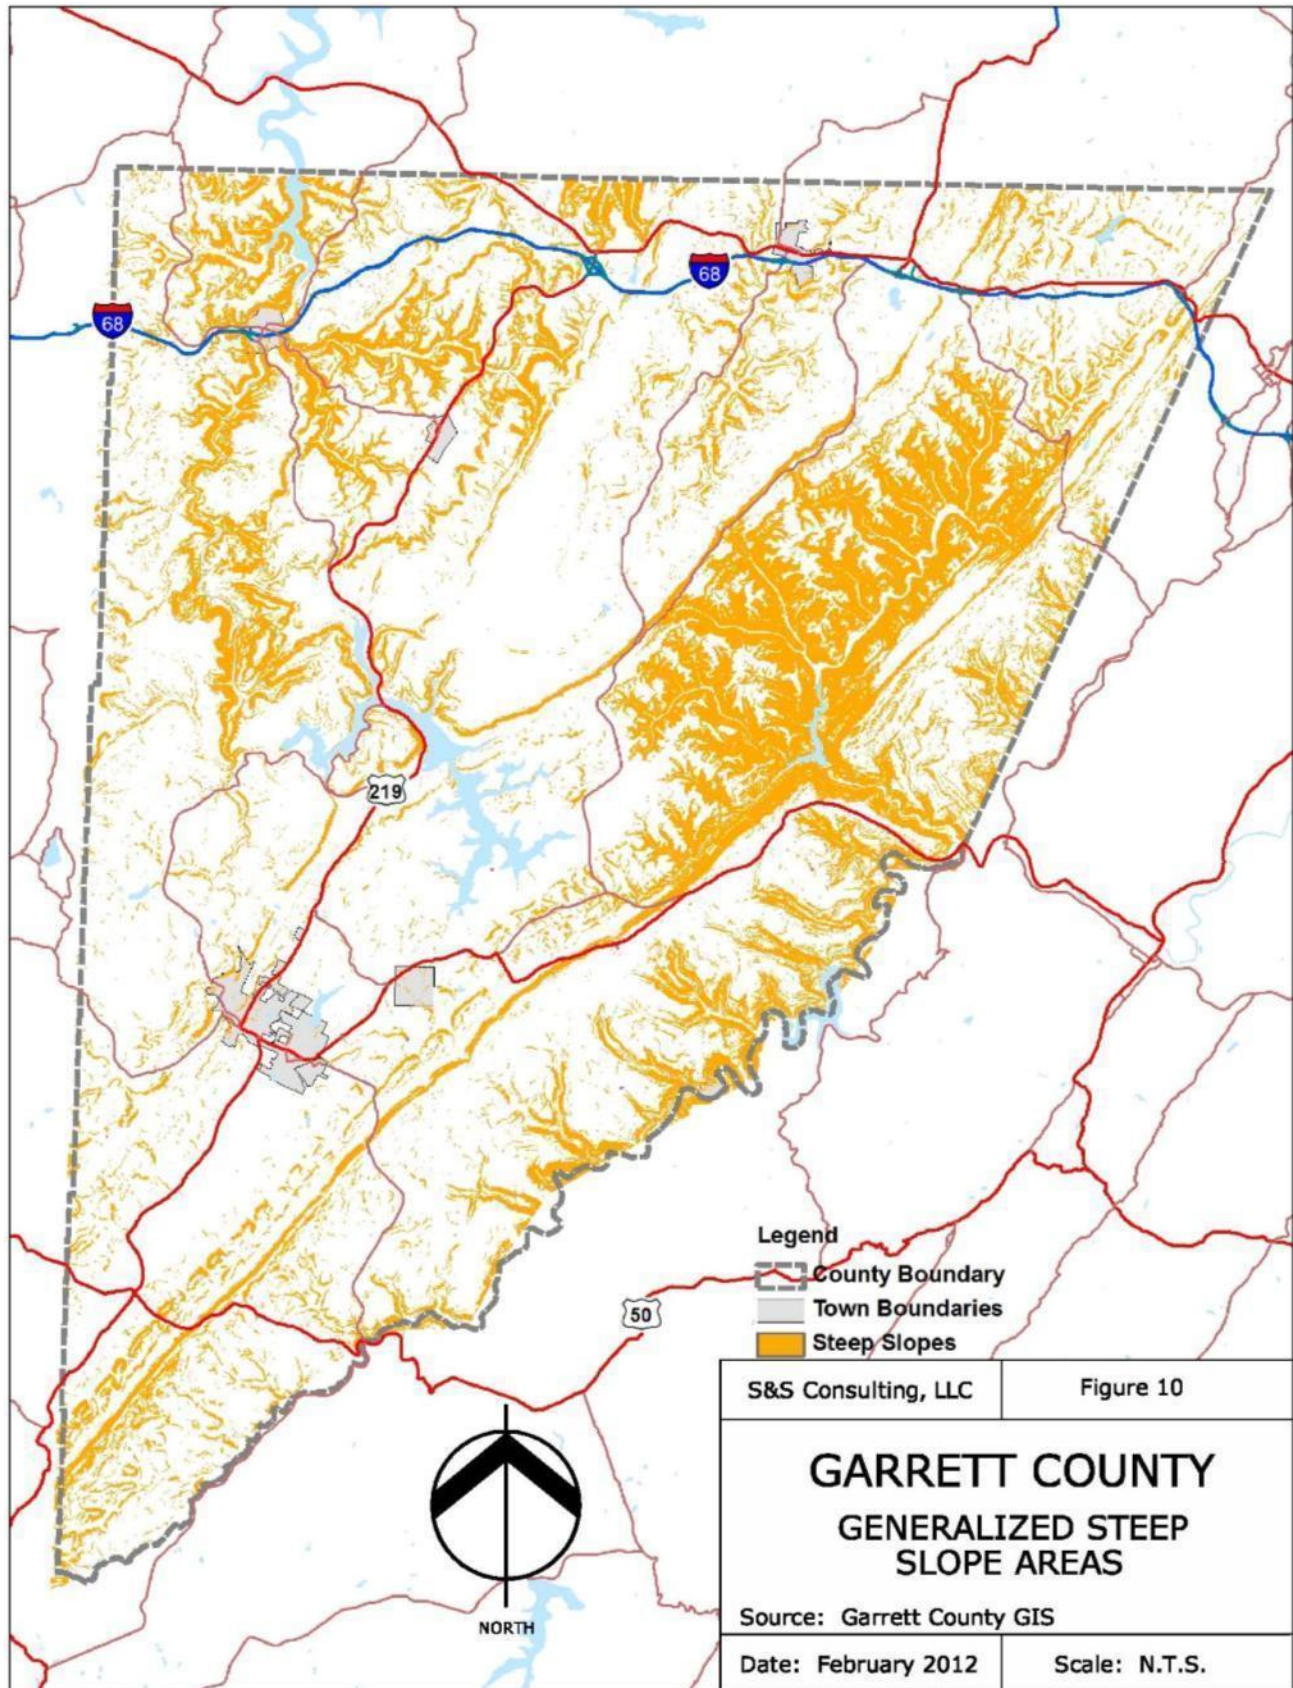 68
68
219
50
Legend
County Boundary
Town Boundaries
Steep Slopes
S&S Consulting, LLC
Figure 10
GARRETT COUNTY
GENERALIZED STEEP
SLOPE AREAS
Source: Garrett County GIS
Date: February 2012
Scale: N.T.S.
NORTH